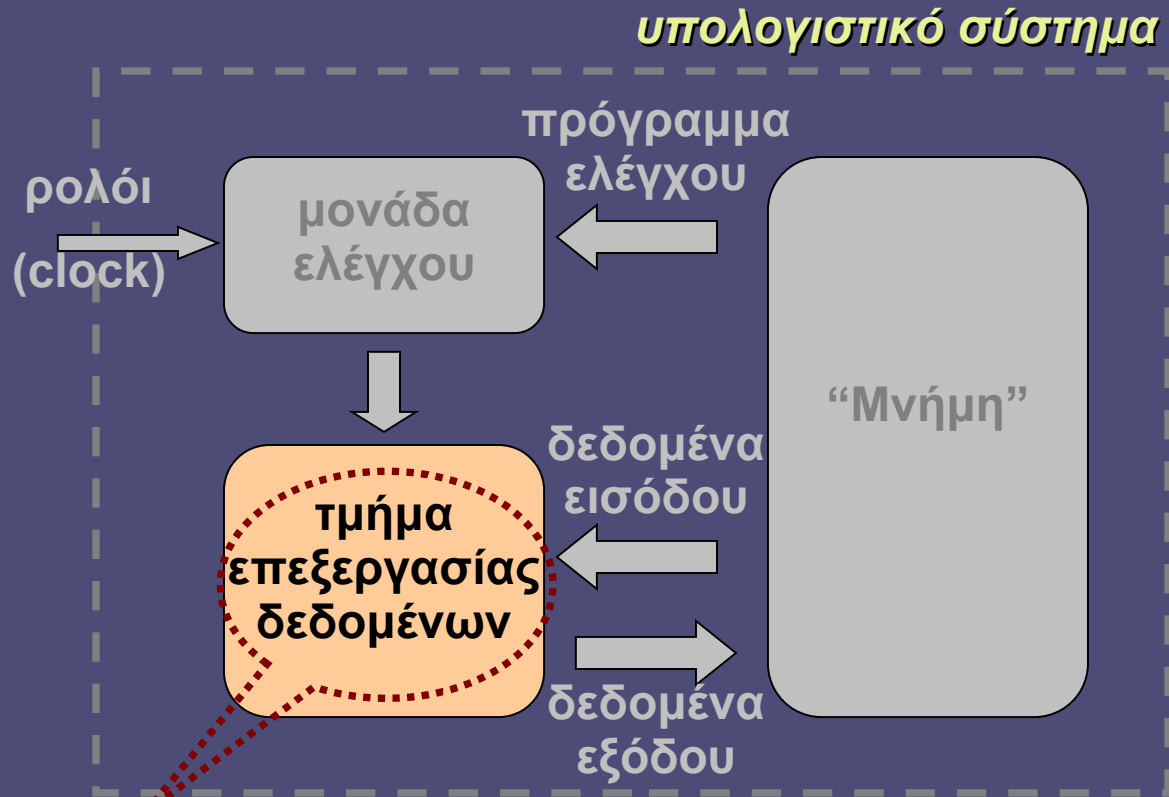 υπολογιστικό σύστημα
πρόγραμμα
ελέγχου
ρολόι
(clock)
μονάδα
ελέγχου
“Μνήμη”
δεδομένα
εισόδου
τμήμα
επεξεργασίας
δεδομένων
δεδομένα
εξόδου